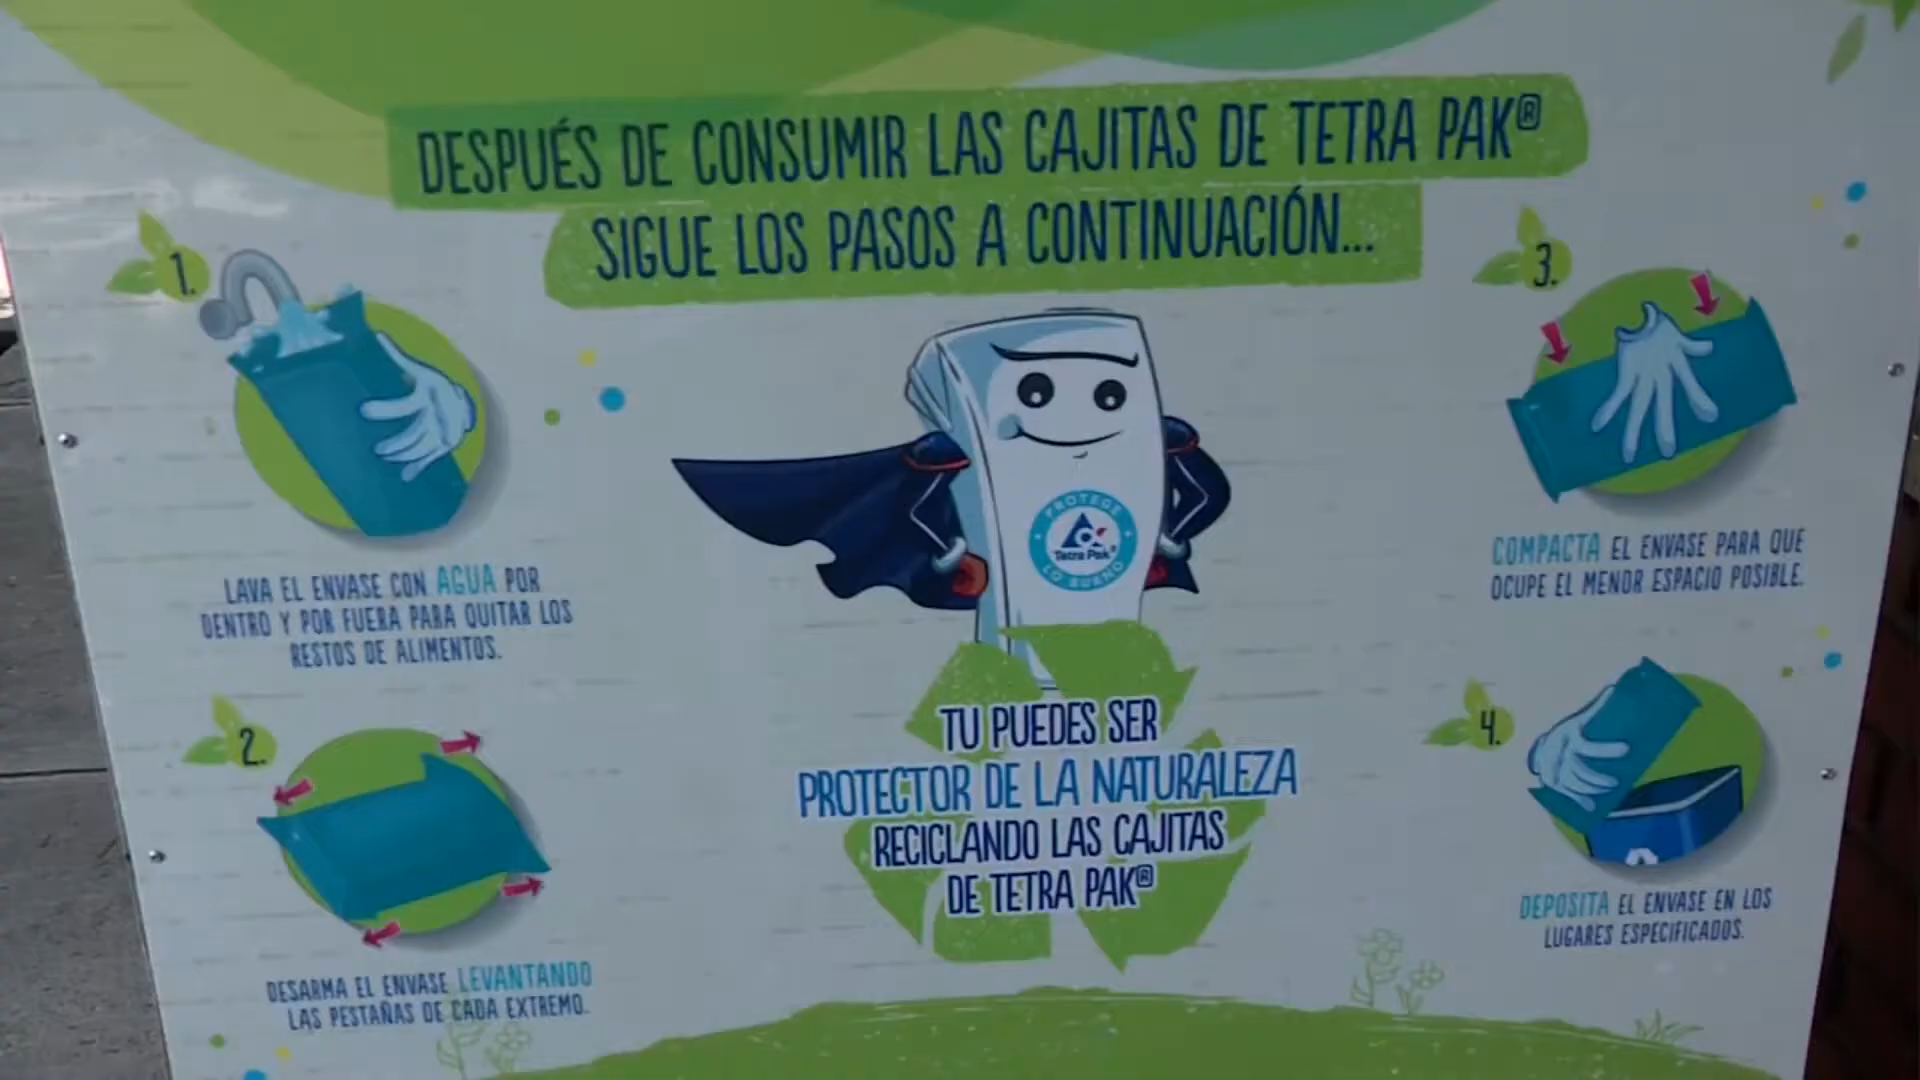 DESPUÉS DE CONSUMIR LAS CAJITAS DE TETRA PAK®
SIGUE LOS PASOS A CONTINUACIÓN...
1.
LAVA EL ENVASE CON AGUA POR
DENTRO Y POR FUERA PARA QUITAR LOS
RESTOS DE ALIMENTOS.
2.
DESARMA EL ENVASE LEVANTANDO
LAS PESTAÑAS DE CADA EXTREMO.
PROTEGE
Tetra Pak®
LO BUENO
TU PUEDES SER
PROTECTOR DE LA NATURALEZA
RECICLANDO LAS CAJITAS
DE TETRA PAK®
3.
COMPACTA EL ENVASE PARA QUE
OCUPE EL MENOR ESPACIO POSIBLE.
4.
DEPOSITA EL ENVASE EN LOS
LUGARES ESPECIFICADOS.